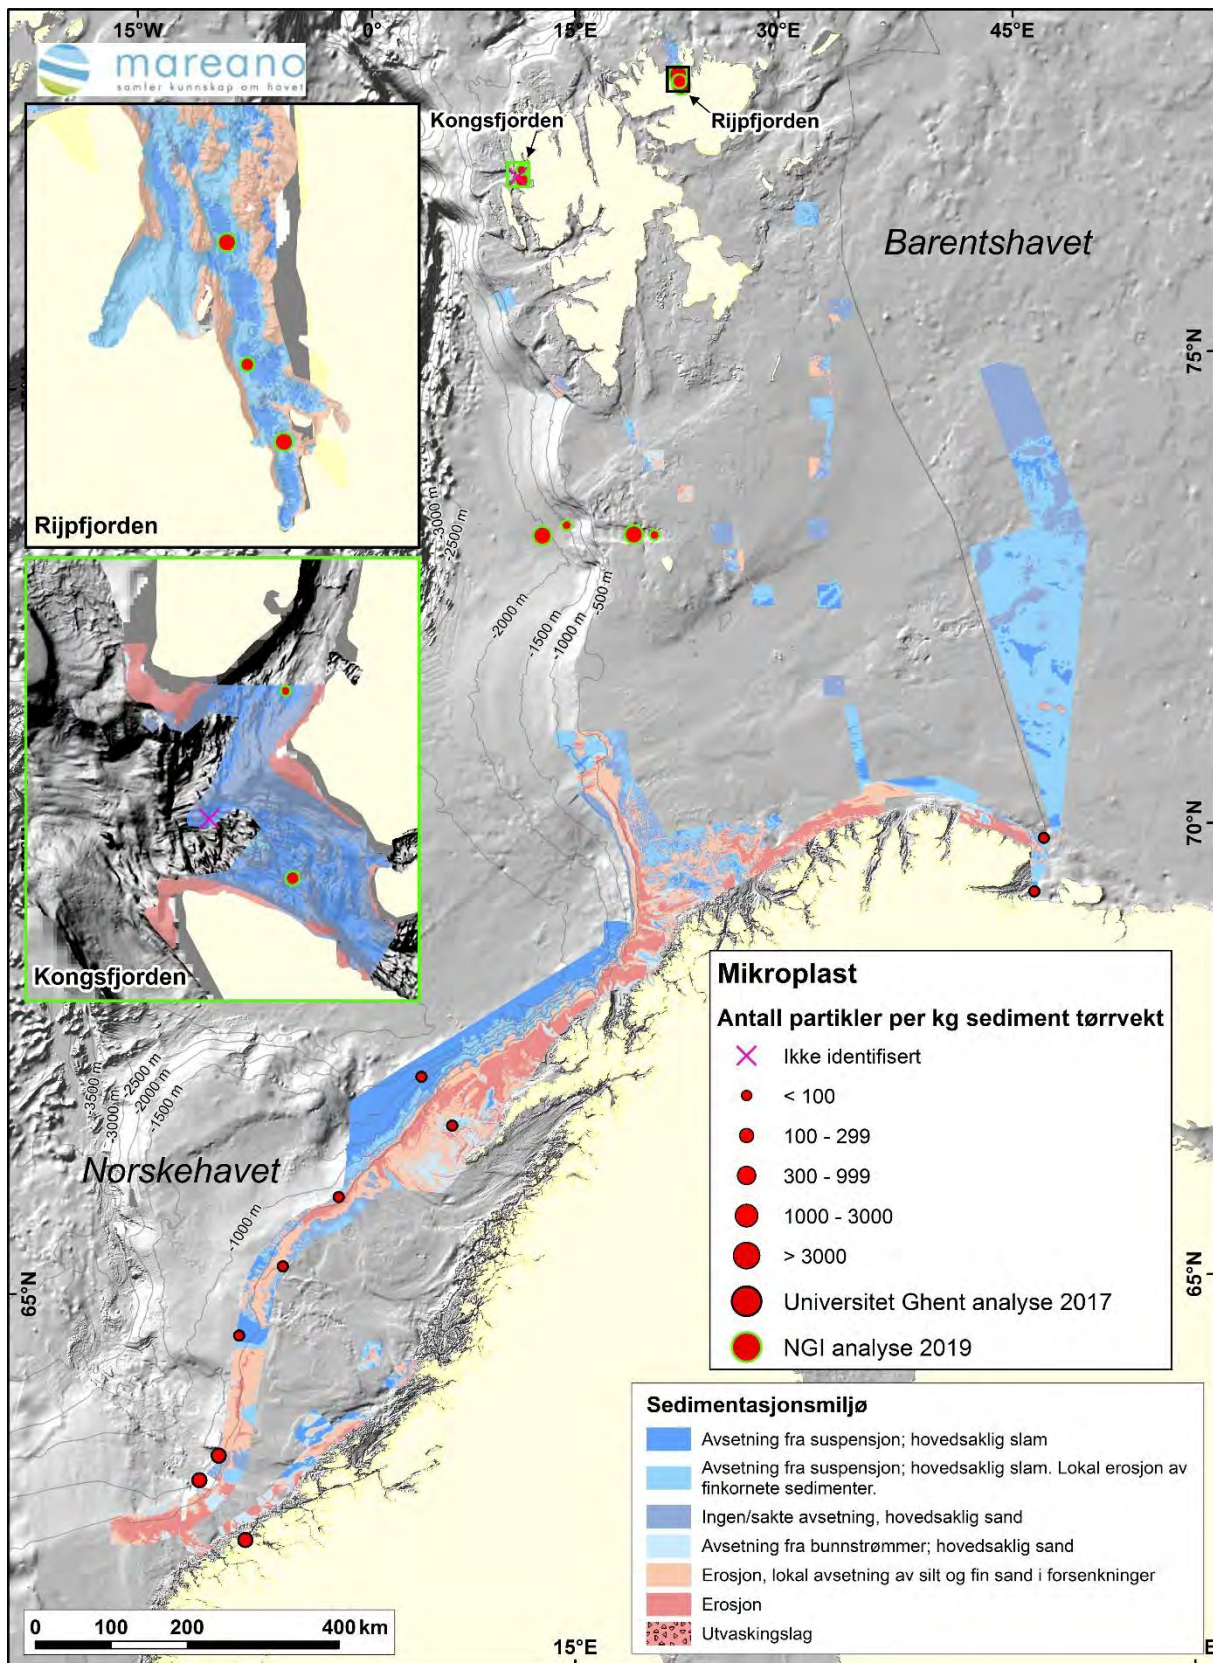 15°W 0° 15°E 30°E 45°E
mareano
samler kunnskap om havet
Kongsfjorden
Rijpfjorden
Barentshavet
75°N
Rijpfjorden
-3000 m
-2500 m
-2000 m
-1500 m
-1000 m
-500 m
70°N
Kongsfjorden
-3500 m
-3000 m
-2500 m
-2000 m
-1500 m
Norskehavet
-1000 m
65°N
65°N
Mikroplast
Antall partikler per kg sediment tørrvekt
Ikke identifisert
< 100
100 - 299
300 - 999
1000 - 3000
> 3000
Universitet Ghent analyse 2017
NGI analyse 2019
Sedimentasjonsmiljø
Avsetning fra suspensjon; hovedsaklig slam
Avsetning fra suspensjon; hovedsaklig slam. Lokal erosjon av
finkornete sedimenter.
Ingen/sakte avsetning, hovedsaklig sand
Avsetning fra bunnstrømmer; hovedsaklig sand
Erosjon, lokal avsetning av silt og fin sand i forsenkninger
Erosjon
Utvaskingslag
0 100 200 400 km
15°E